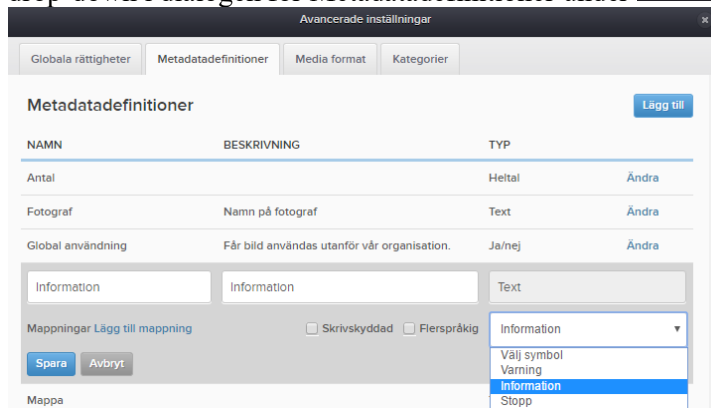 Avancerade inställningar ×
Globala rättigheter Metadatadefinitioner Media format Kategorier
Metadatadefinitioner Lägg till
NAMN BESKRIVNING TYP
Antal Heltal Ändra
Fotograf Namn på fotograf Text Ändra
Global användning Får bild användas utanför vår organisation. Ja/nej Ändra
Information Information Text
Mappningar Lägg till mappning Skrivskyddad Flerspråkig Information
Välj symbol
Spara Avbryt Varning
Information
Mappa Stopp